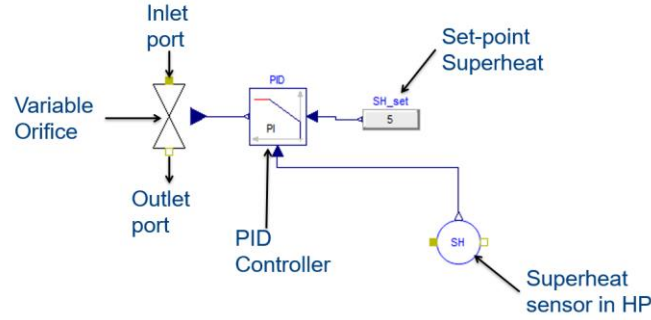 Inlet
port
Set-point
Superheat
PID
SH_set
Variable
Orifice
5
PI
Outlet
port
PID
Controller
SH
Superheat
sensor in HP